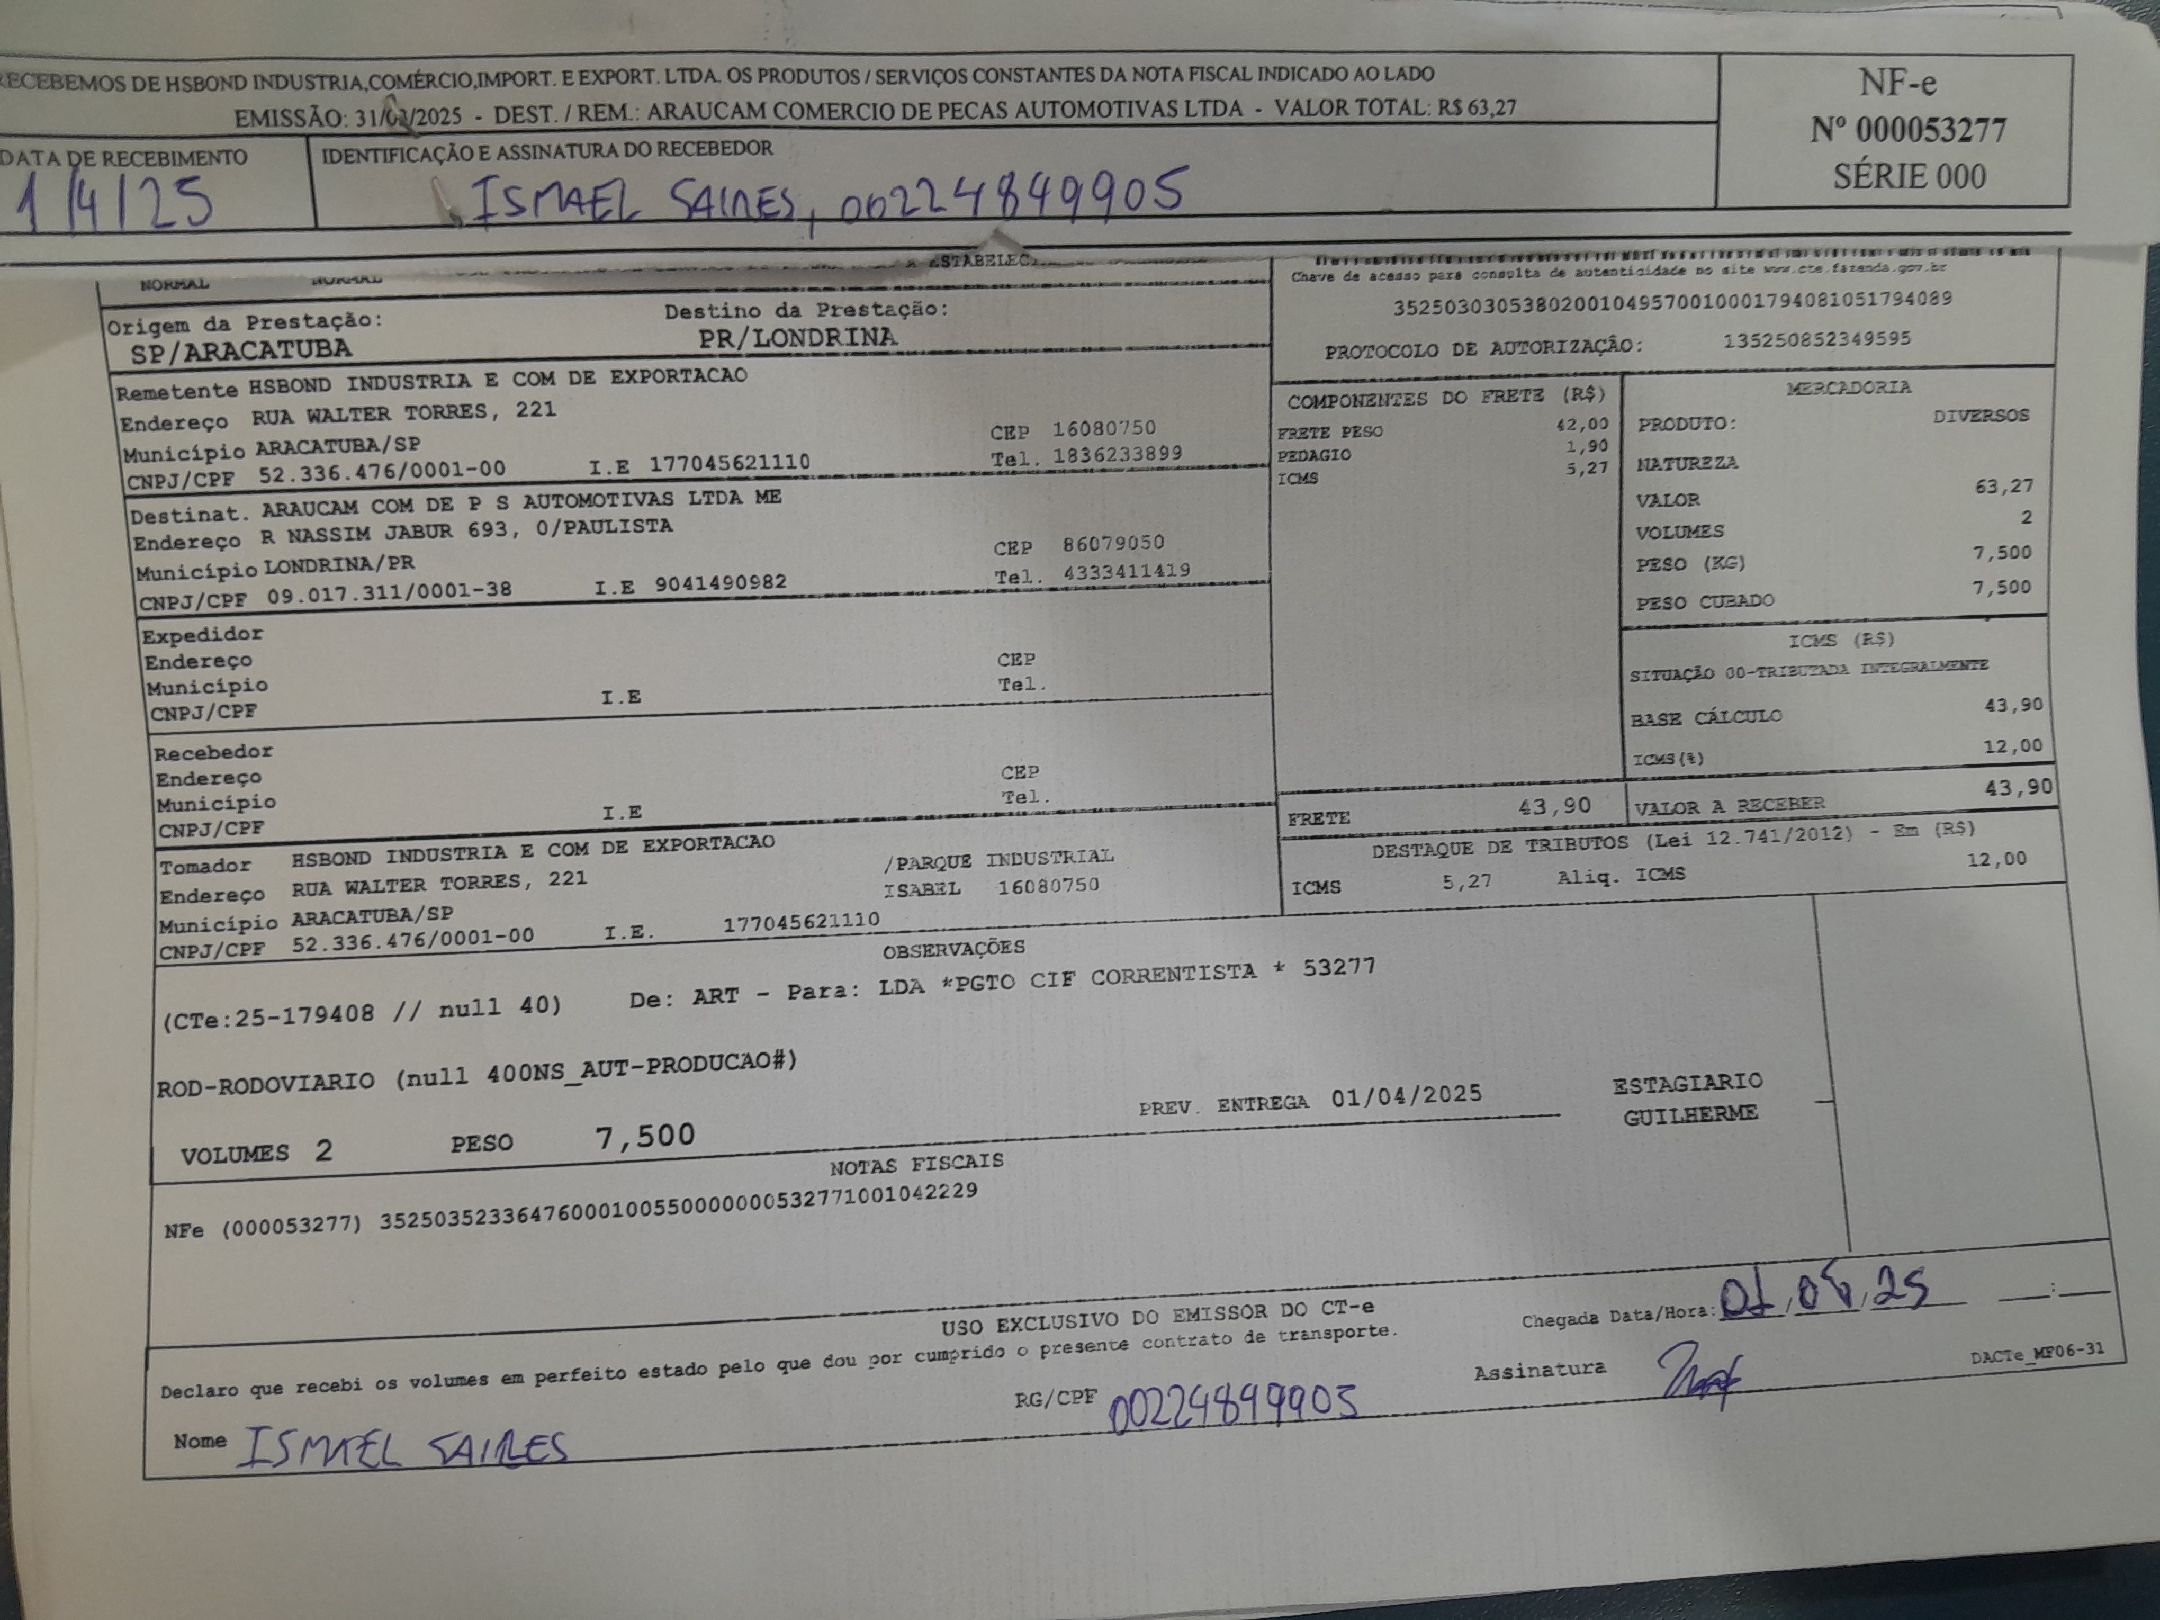 RECEBEMOS DE HSBOND INDUSTRIA,COMÉRCIO,IMPORT. E EXPORT. LTDA. OS PRODUTOS / SERVIÇOS CONSTANTES DA NOTA FISCAL INDICADO AO LADO
EMISSÃO: 31/03/2025 - DEST. / REM.: ARAUCAM COMERCIO DE PECAS AUTOMOTIVAS LTDA - VALOR TOTAL: R$ 63,27
NF-e
Nº 000053277
SÉRIE 000
DATA DE RECEBIMENTO
1/4/25
IDENTIFICAÇÃO E ASSINATURA DO RECEBEDOR
ISMAEL SAIRES, 00224849905
NORMAL NORMAL
Chave de acesso para consulta de autenticidade no site www.cte.fazenda.gov.br
35250303053802001049570010001794081051794089
PROTOCOLO DE AUTORIZAÇÃO: 135250852349595
Origem da Prestação:
SP/ARACATUBA
Destino da Prestação:
PR/LONDRINA
Remetente HSBOND INDUSTRIA E COM DE EXPORTACAO
Endereço RUA WALTER TORRES, 221
Município ARACATUBA/SP CEP 16080750
CNPJ/CPF 52.336.476/0001-00 I.E 177045621110 Tel. 1836233899
Destinat. ARAUCAM COM DE P S AUTOMOTIVAS LTDA ME
Endereço R NASSIM JABUR 693, 0/PAULISTA
Município LONDRINA/PR CEP 86079050
CNPJ/CPF 09.017.311/0001-38 I.E 9041490982 Tel. 4333411419
Expedidor
Endereço
Município CEP
CNPJ/CPF I.E Tel.
Recebedor
Endereço
Município CEP
CNPJ/CPF I.E Tel.
Tomador HSBOND INDUSTRIA E COM DE EXPORTACAO
Endereço RUA WALTER TORRES, 221 /PARQUE INDUSTRIAL
Município ARACATUBA/SP ISABEL 16080750
CNPJ/CPF 52.336.476/0001-00 I.E. 177045621110
COMPONENTES DO FRETE (R$)
FRETE PESO 42,00
PEDAGIO 1,90
ICMS 5,27
MERCADORIA
PRODUTO: DIVERSOS
NATUREZA
VALOR 63,27
VOLUMES 2
PESO (KG) 7,500
PESO CUBADO 7,500
ICMS (R$)
SITUAÇÃO 00-TRIBUTADA INTEGRALMENTE
BASE CÁLCULO 43,90
ICMS(%) 12,00
FRETE 43,90
VALOR A RECEBER 43,90
DESTAQUE DE TRIBUTOS (Lei 12.741/2012) - Em (R$)
ICMS 5,27 Aliq. ICMS 12,00
OBSERVAÇÕES
(CTe:25-179408 // null 40) De: ART - Para: LDA *PGTO CIF CORRENTISTA * 53277
ROD-RODOVIARIO (null 400NS_AUT-PRODUCAO#)
VOLUMES 2 PESO 7,500 PREV. ENTREGA 01/04/2025
ESTAGIARIO
GUILHERME
NOTAS FISCAIS
NFe (000053277) 35250352336476000100550000000532771001042229
USO EXCLUSIVO DO EMISSOR DO CT-e
Declaro que recebi os volumes em perfeito estado pelo que dou por cumprido o presente contrato de transporte.
Chegada Data/Hora: 01/04/25 __:__
Nome ISMAEL SAIRES
RG/CPF 00224849905
Assinatura
DACTe_MF06-31